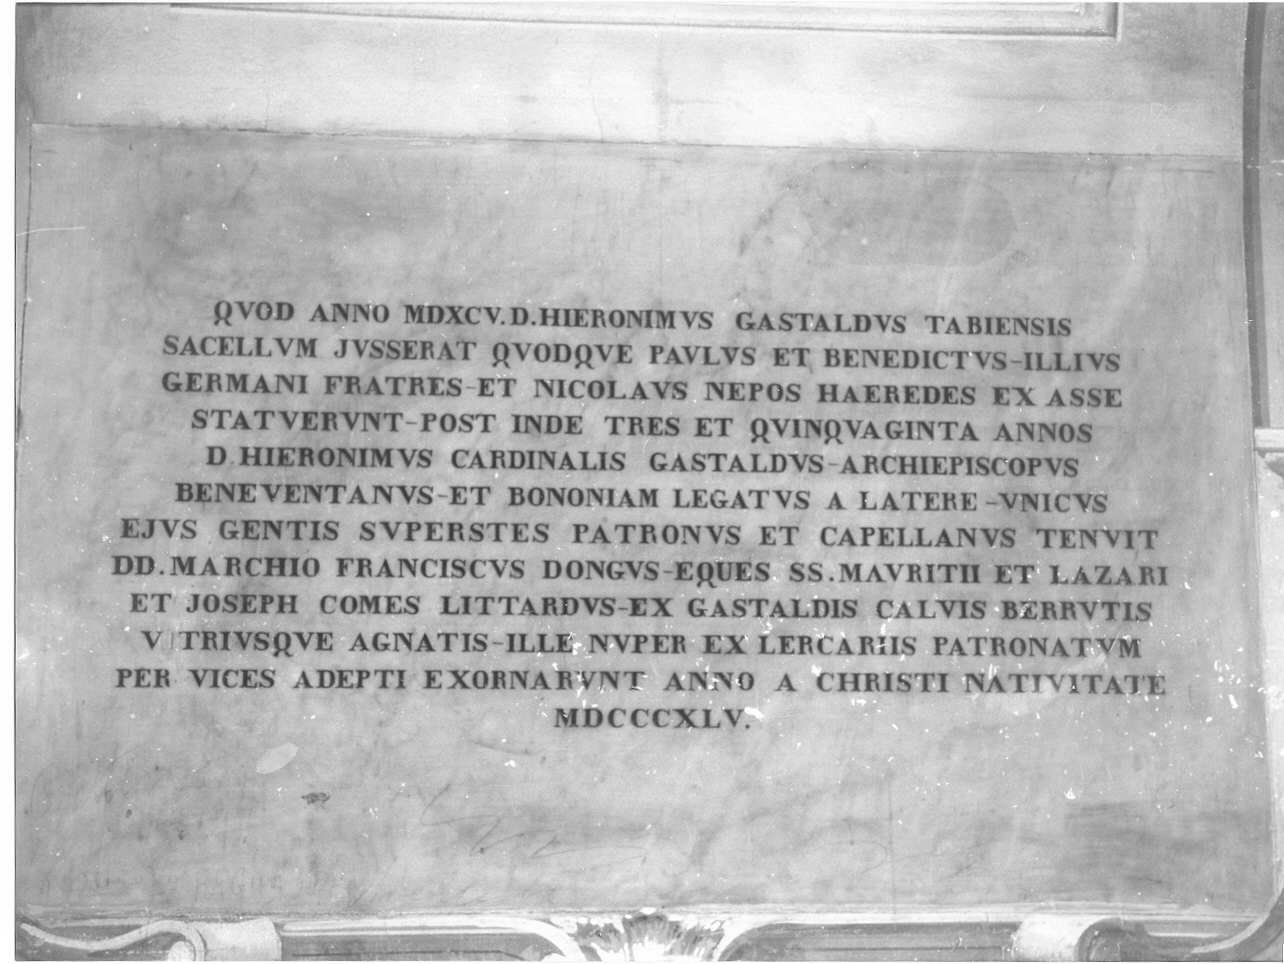 QVOD ANNO MDXCV. D. HIERONIMVS GASTALDVS TABIENSIS
SACELLVM JVSSERAT QVODQVE PAVLVS ET BENEDICTVS-ILLIVS
GERMANI FRATRES-ET NICOLAVS NEPOS HAEREDES EX ASSE
STATVERVNT-POST INDE TRES ET QVINQVAGINTA ANNOS
D. HIERONIMVS CARDINALIS GASTALDVS-ARCHIEPISCOPVS
BENEVENTANVS-ET BONONIAM LEGATVS A LATERE-VNICVS
EJVS GENTIS SVPERSTES PATRONVS ET CAPELLANVS TENVIT
DD. MARCHIO FRANCISCVS DONGVS-EQUES SS. MAVRITII ET LAZARI
ET JOSEPH COMES LITTARDVS-EX GASTALDIS CALVIS BERRVTIS
VITRIVSQVE AGNATIS-ILLE NVPER EX LERCARIIS PATRONATVM
PER VICES ADEPTI EXORNARVNT ANNO A CHRISTI NATIVITATE
MDCCCXLV.